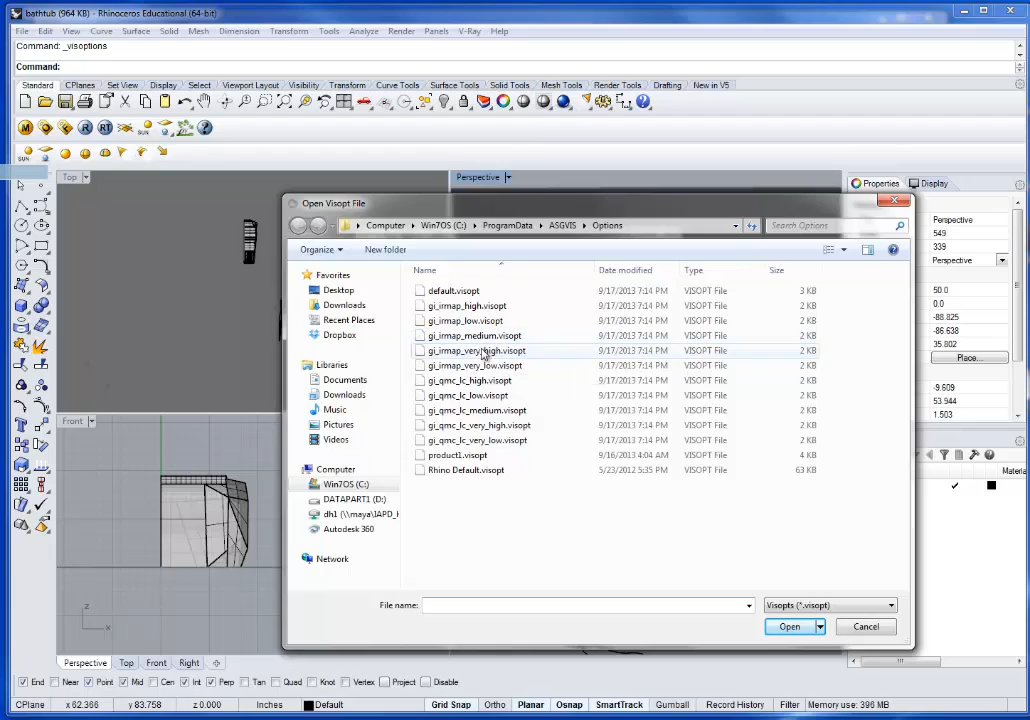 bathtub (964 KB) - Rhinoceros Educational (64-bit)
File Edit View Curve Surface Solid Mesh Dimension Transform Tools Analyze Render Panels V-Ray Help
Command: _visoptions
Command:
Standard CPlanes Set View Display Select Viewport Layout Visibility Transform Curve Tools Surface Tools Solid Tools Mesh Tools Render Tools Drafting New in V5
M R RT
SUN
SUN
Top
Perspective
Properties Display
Open Visopt File
Computer Win7OS (C:) ProgramData ASGVIS Options
Search Options
Organize New folder
Name Date modified Type Size
Favorites
Desktop
Downloads
Recent Places
Dropbox
Libraries
Documents
Downloads
Music
Pictures
Videos
Computer
Win7OS (C:)
DATAPART1 (D:)
dh1 (\\maya\IAPD_H
Autodesk 360
Network
default.visopt 9/17/2013 7:14 PM VISOPT File 3 KB
gi_irmap_high.visopt 9/17/2013 7:14 PM VISOPT File 2 KB
gi_irmap_low.visopt 9/17/2013 7:14 PM VISOPT File 2 KB
gi_irmap_medium.visopt 9/17/2013 7:14 PM VISOPT File 2 KB
gi_irmap_very_high.visopt 9/17/2013 7:14 PM VISOPT File 2 KB
gi_irmap_very_low.visopt 9/17/2013 7:14 PM VISOPT File 2 KB
gi_qmc_lc_high.visopt 9/17/2013 7:14 PM VISOPT File 2 KB
gi_qmc_lc_low.visopt 9/17/2013 7:14 PM VISOPT File 2 KB
gi_qmc_lc_medium.visopt 9/17/2013 7:14 PM VISOPT File 2 KB
gi_qmc_lc_very_high.visopt 9/17/2013 7:14 PM VISOPT File 2 KB
gi_qmc_lc_very_low.visopt 9/17/2013 7:14 PM VISOPT File 2 KB
product1.visopt 9/16/2013 4:04 AM VISOPT File 2 KB
Rhino Default.visopt 5/23/2012 5:35 PM VISOPT File 63 KB
File name:
Visopts (*.visopt)
Open Cancel
Perspective
549
339
Perspective
50.0
0.0
-88.825
-86.638
35.802
Place...
-9.609
53.944
1.503
Materia
Front
z
x
Perspective Top Front Right
End Near Point Mid Cen Int Perp Tan Quad Knot Vertex Project Disable
CPlane x 62.366 y 83.758 z 0.000 Inches Default Grid Snap Ortho Planar Osnap SmartTrack Gumball Record History Filter Memory use: 396 MB